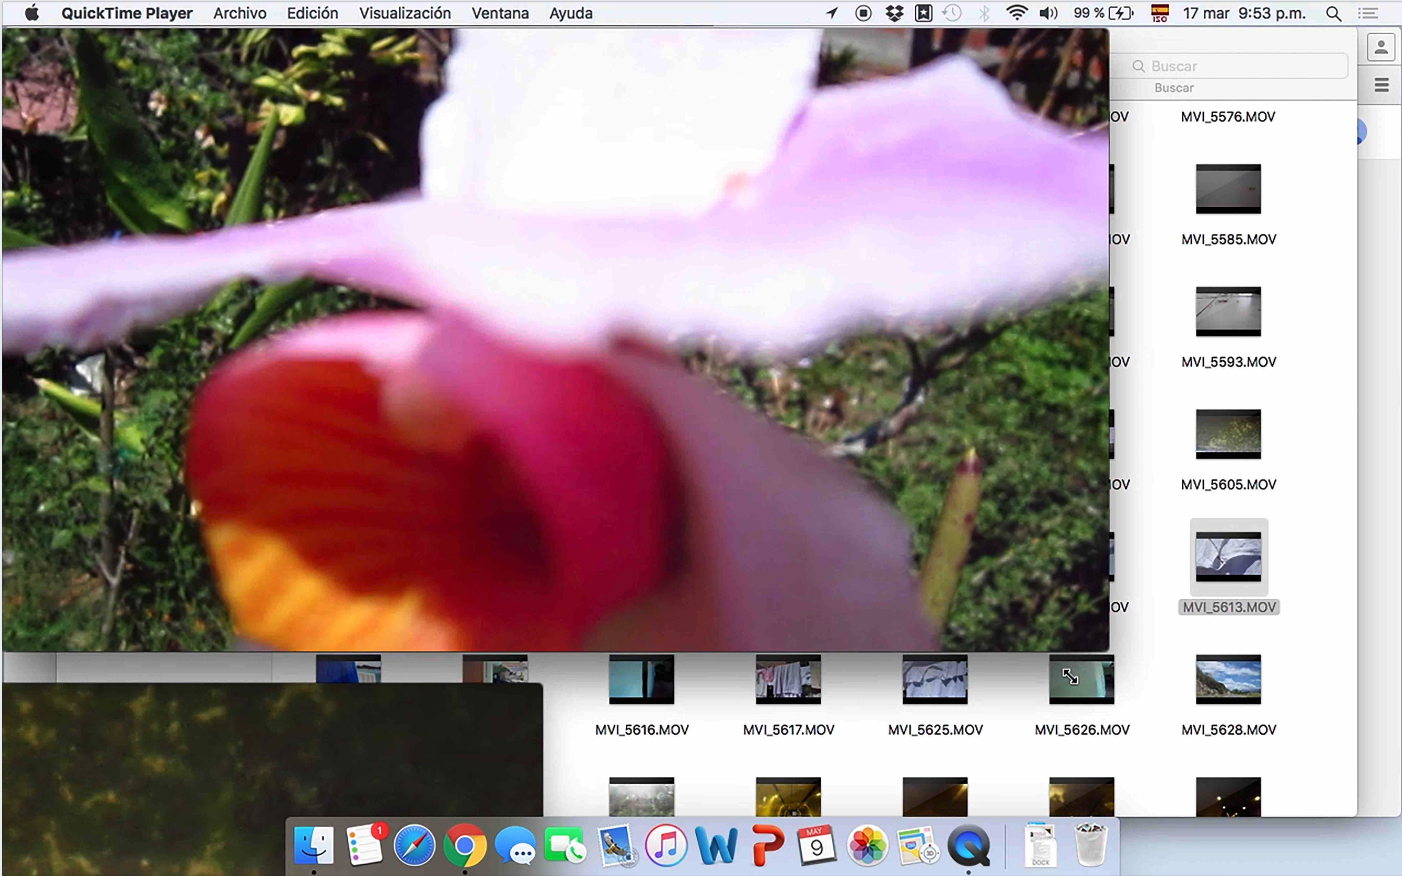 QuickTime Player Archivo Edición Visualización Ventana Ayuda 99 % ISO 17 mar 9:53 p.m.
Buscar
Buscar
OV MVI_5576.MOV
OV MVI_5585.MOV
OV MVI_5593.MOV
OV MVI_5605.MOV
OV MVI_5613.MOV
MVI_5616.MOV MVI_5617.MOV MVI_5625.MOV MVI_5626.MOV MVI_5628.MOV
1
MAY
9
3D
DOCX